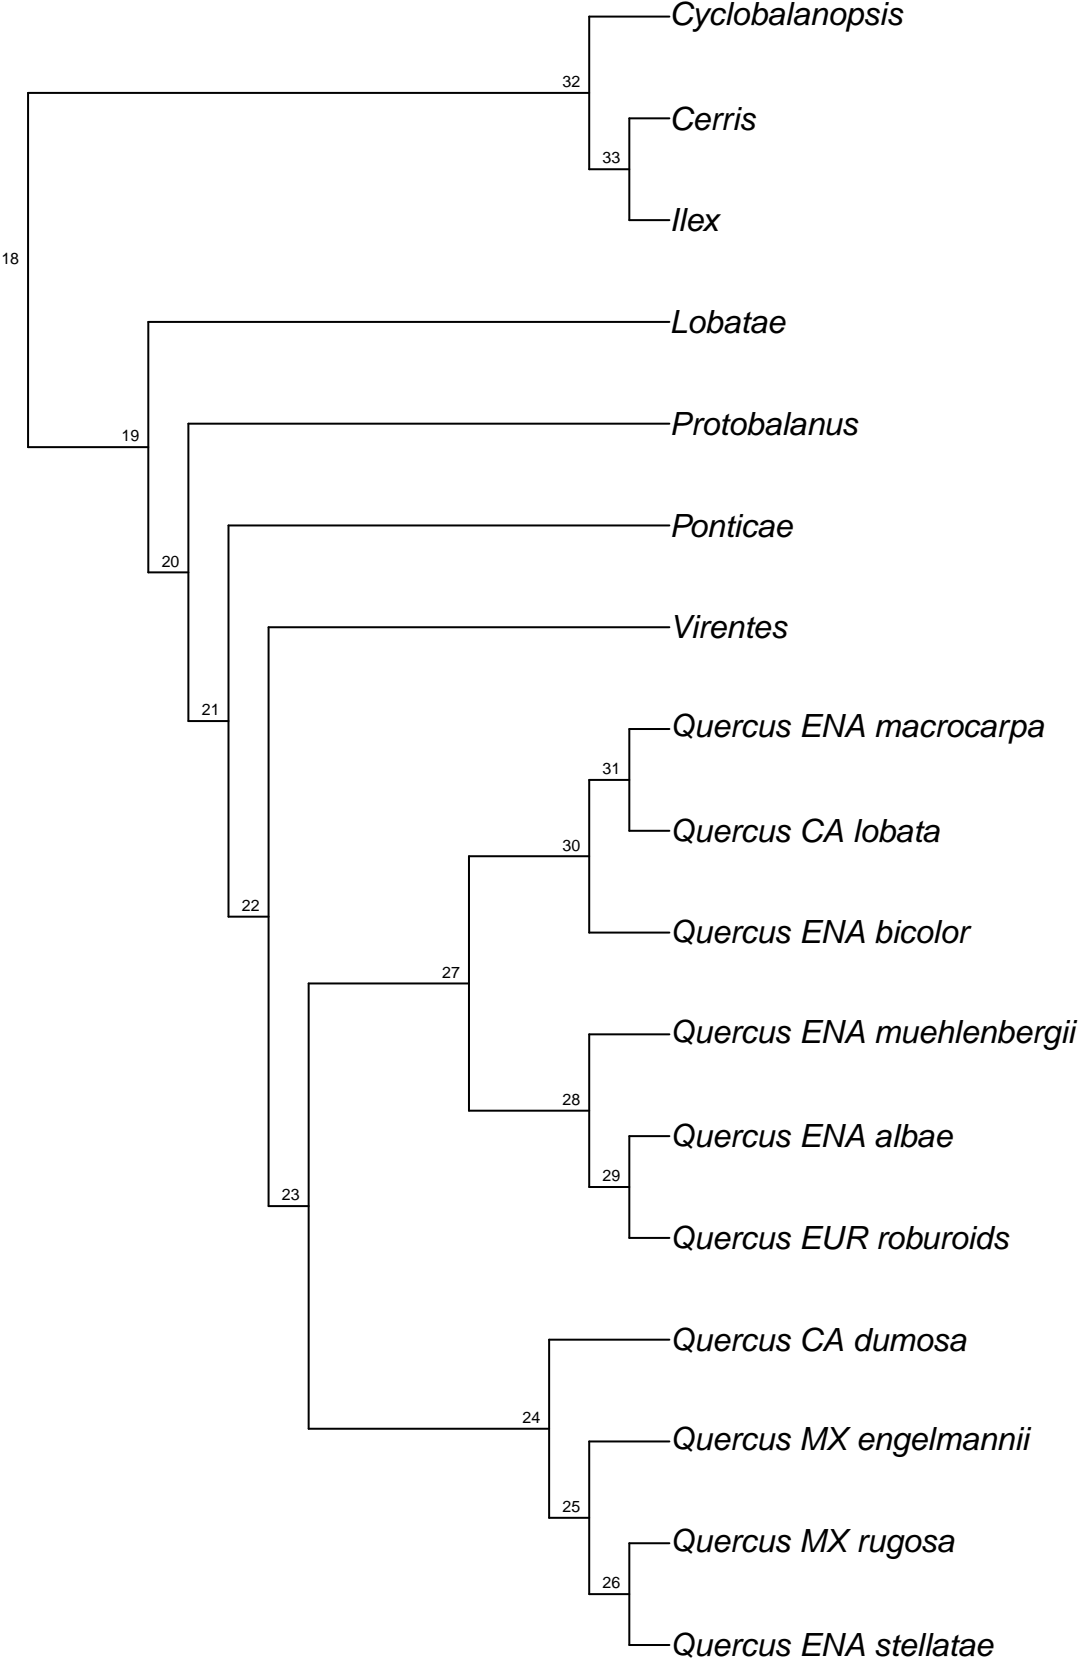 Cyclobalanopsis
32
Cerris
33
Ilex
18
Lobatae
Protobalanus
19
Ponticae
20
Virentes
21
Quercus ENA macrocarpa
31
Quercus CA lobata
30
22
Quercus ENA bicolor
27
Quercus ENA muehlenbergii
28
Quercus ENA albae
29
23
Quercus EUR roburoids
Quercus CA dumosa
24
Quercus MX engelmannii
25
Quercus MX rugosa
26
Quercus ENA stellatae